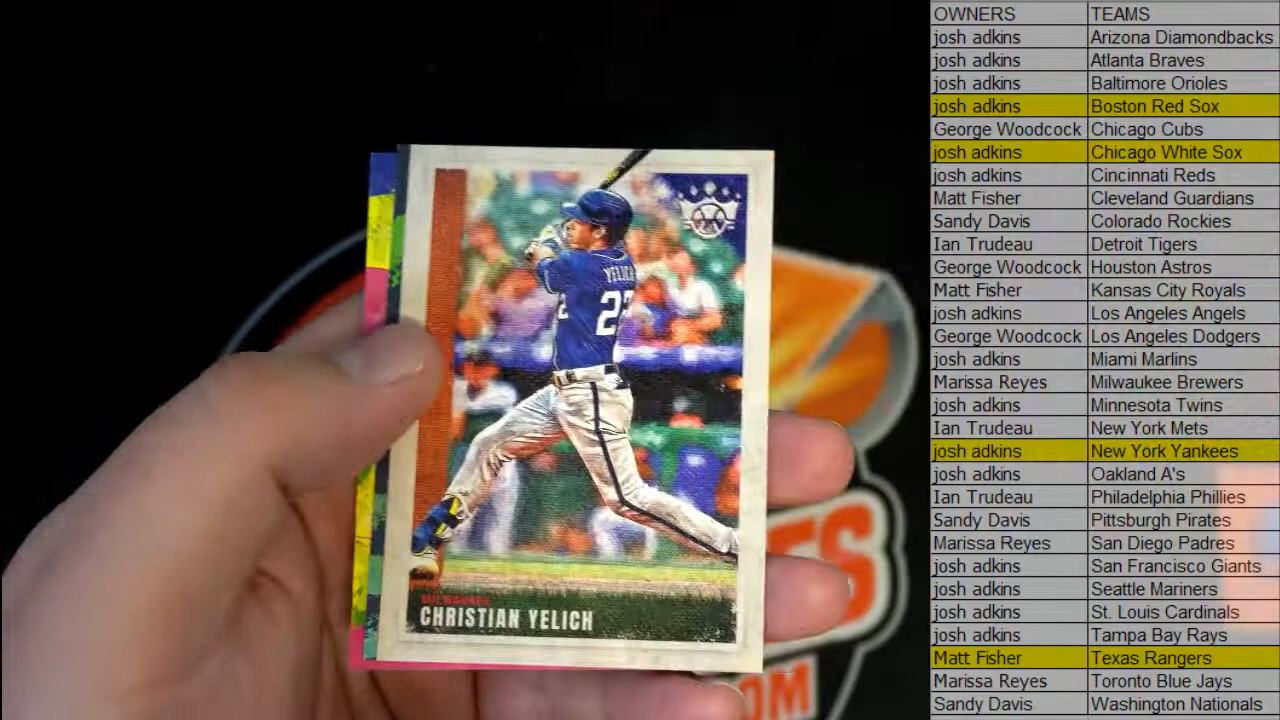 YELICH
2 22
MILWAUKEE
CHRISTIAN YELICH
OM
OWNERS TEAMS
josh adkins Arizona Diamondbacks
josh adkins Atlanta Braves
josh adkins Baltimore Orioles
josh adkins Boston Red Sox
George Woodcock Chicago Cubs
josh adkins Chicago White Sox
josh adkins Cincinnati Reds
Matt Fisher Cleveland Guardians
Sandy Davis Colorado Rockies
Ian Trudeau Detroit Tigers
George Woodcock Houston Astros
Matt Fisher Kansas City Royals
josh adkins Los Angeles Angels
George Woodcock Los Angeles Dodgers
josh adkins Miami Marlins
Marissa Reyes Milwaukee Brewers
josh adkins Minnesota Twins
Ian Trudeau New York Mets
josh adkins New York Yankees
josh adkins Oakland A's
Ian Trudeau Philadelphia Phillies
Sandy Davis Pittsburgh Pirates
Marissa Reyes San Diego Padres
josh adkins San Francisco Giants
josh adkins Seattle Mariners
josh adkins St. Louis Cardinals
josh adkins Tampa Bay Rays
Matt Fisher Texas Rangers
Marissa Reyes Toronto Blue Jays
Sandy Davis Washington Nationals